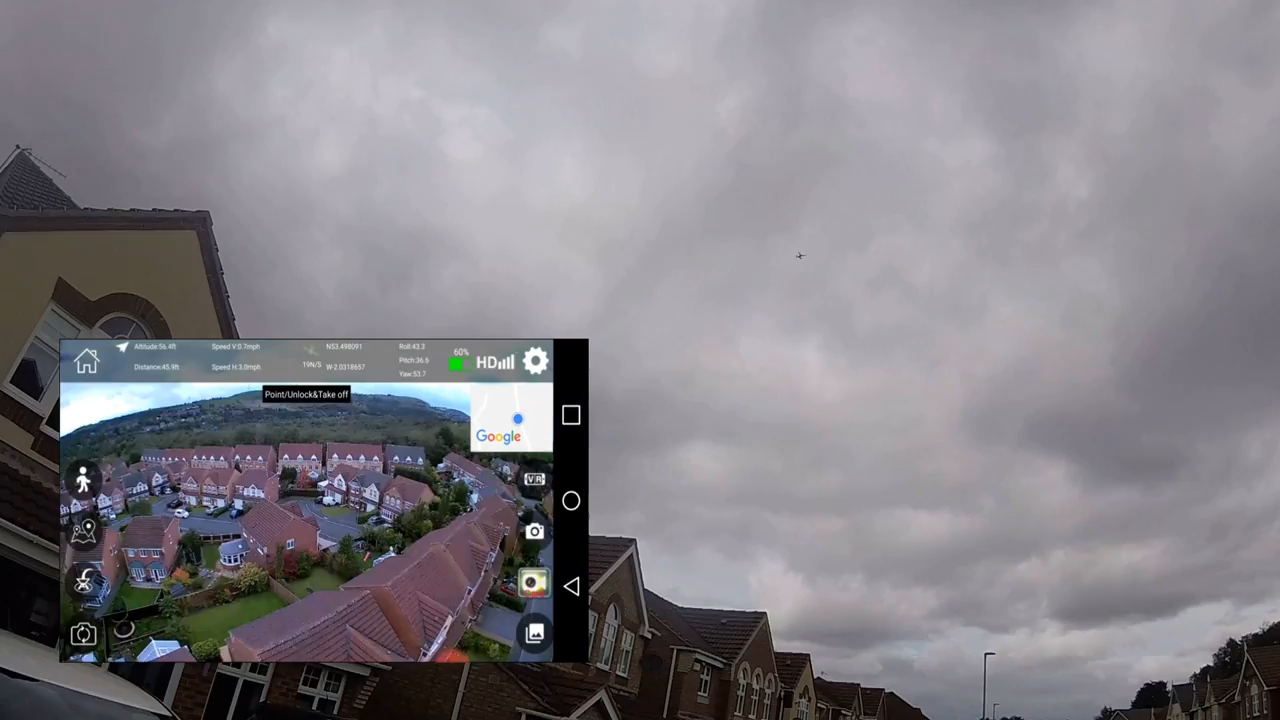 Altitude:56.4ft Speed V:0.7mph N53.498091 Roll:43.3
Distance:45.9ft Speed H:3.0mph 19N/S W-2.0318657 Pitch:36.6
Yaw:53.7
60%
HD
Point/Unlock&Take off
Google
VR